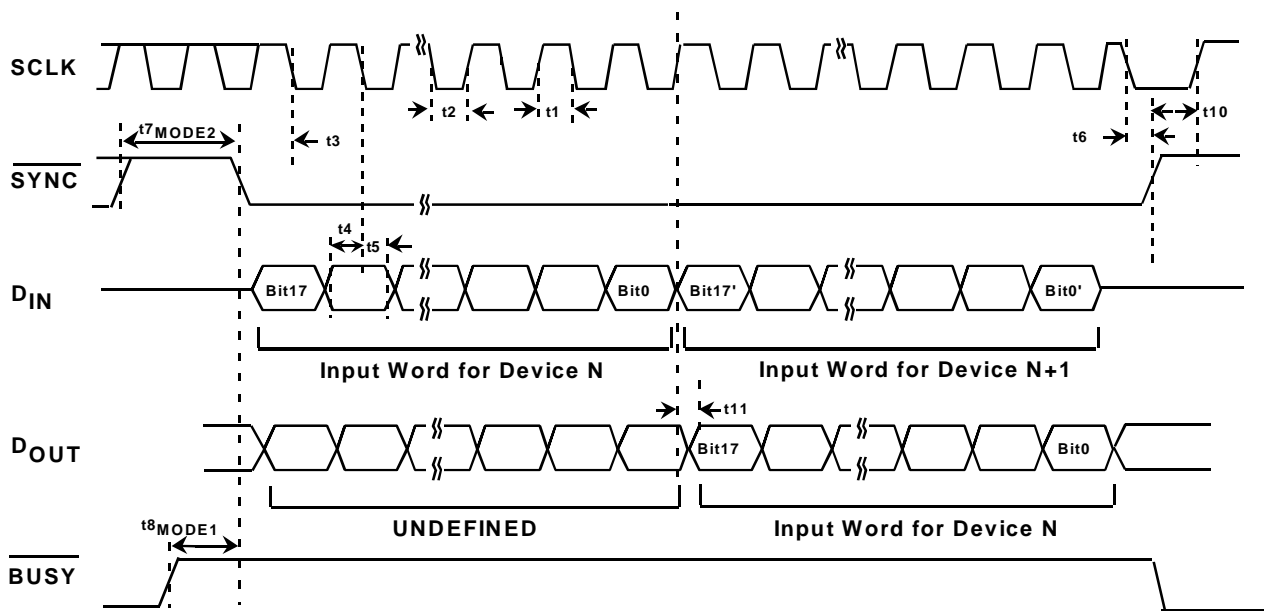 SCLK
t2
t1
t10
t7MODE2
t3
t6
SYNC
t4
t5
DIN
Bit17
Bit0
Bit17'
Bit0'
Input Word for Device N
Input Word for Device N+1
t11
DOUT
Bit17
Bit0
UNDEFINED
Input Word for Device N
t8MODE1
BUSY